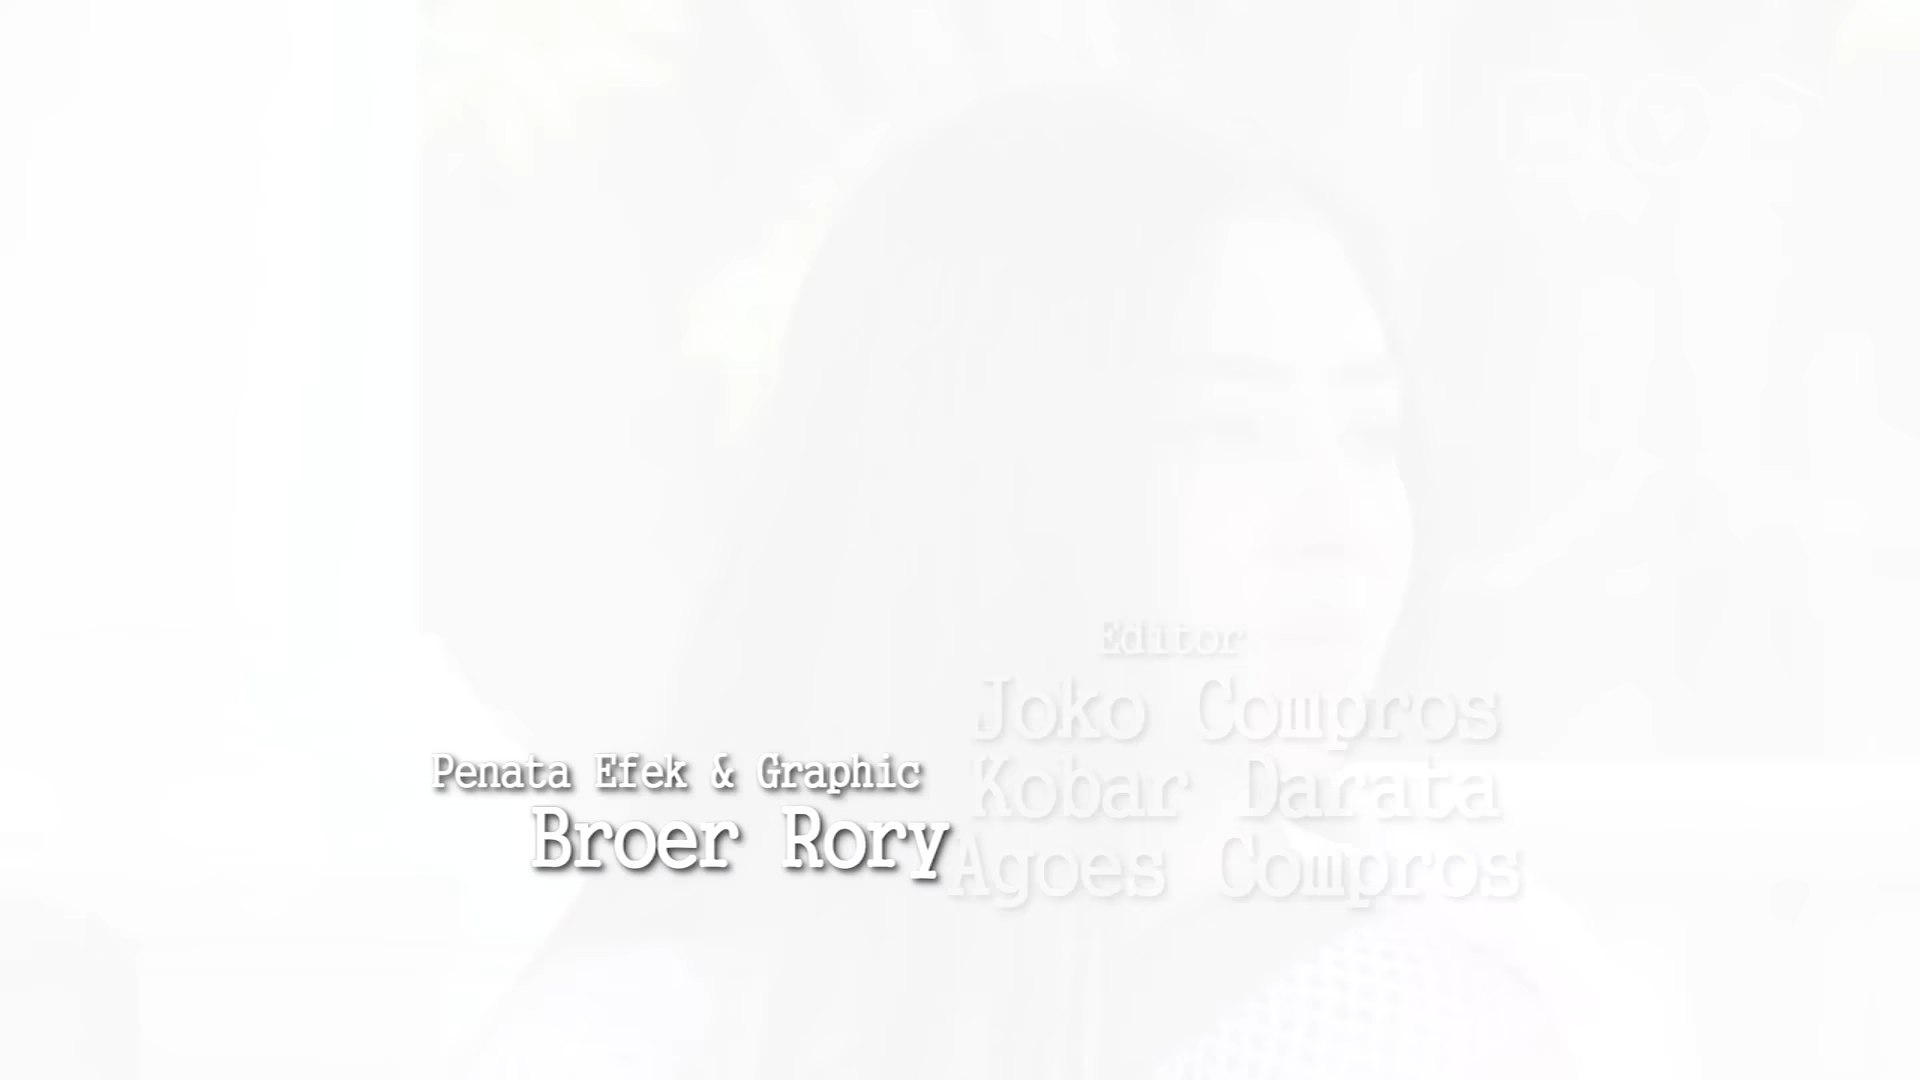 Penata Efek & Graphic
Broer Rory
Editor
Joko Compros
Kobar Darata
Agoes Compros